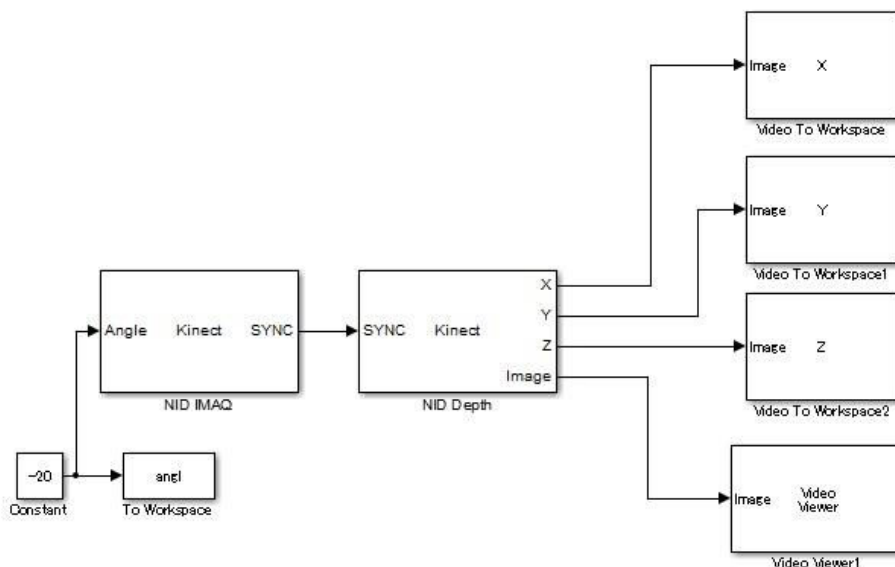 Image X
Video To Workspace
Image Y
Video To Workspace1
Angle Kinect SYNC
NID IMAQ
SYNC Kinect X
Y
Z
Image
NID Depth
Image Z
Video To Workspace2
-20
Constant
angl
To Workspace
Image Video
Viewer
Video Viewer1